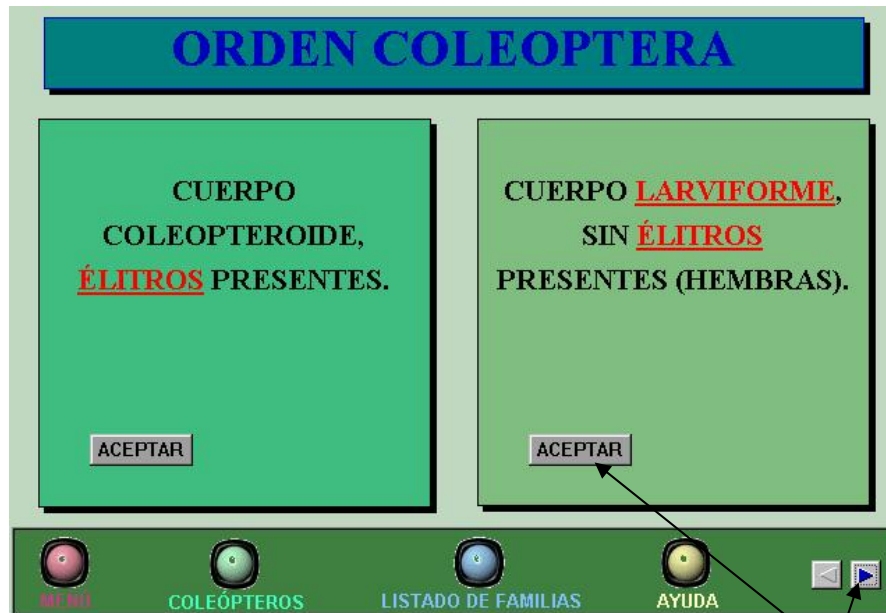 ORDEN COLEOPTERA
CUERPO
COLEOPTEROIDE,
ÉLITROS PRESENTES.
ACEPTAR
CUERPO LARVIFORME,
SIN ÉLITROS
PRESENTES (HEMBRAS).
ACEPTAR
MENÚ
COLEÓPTEROS
LISTADO DE FAMILIAS
AYUDA